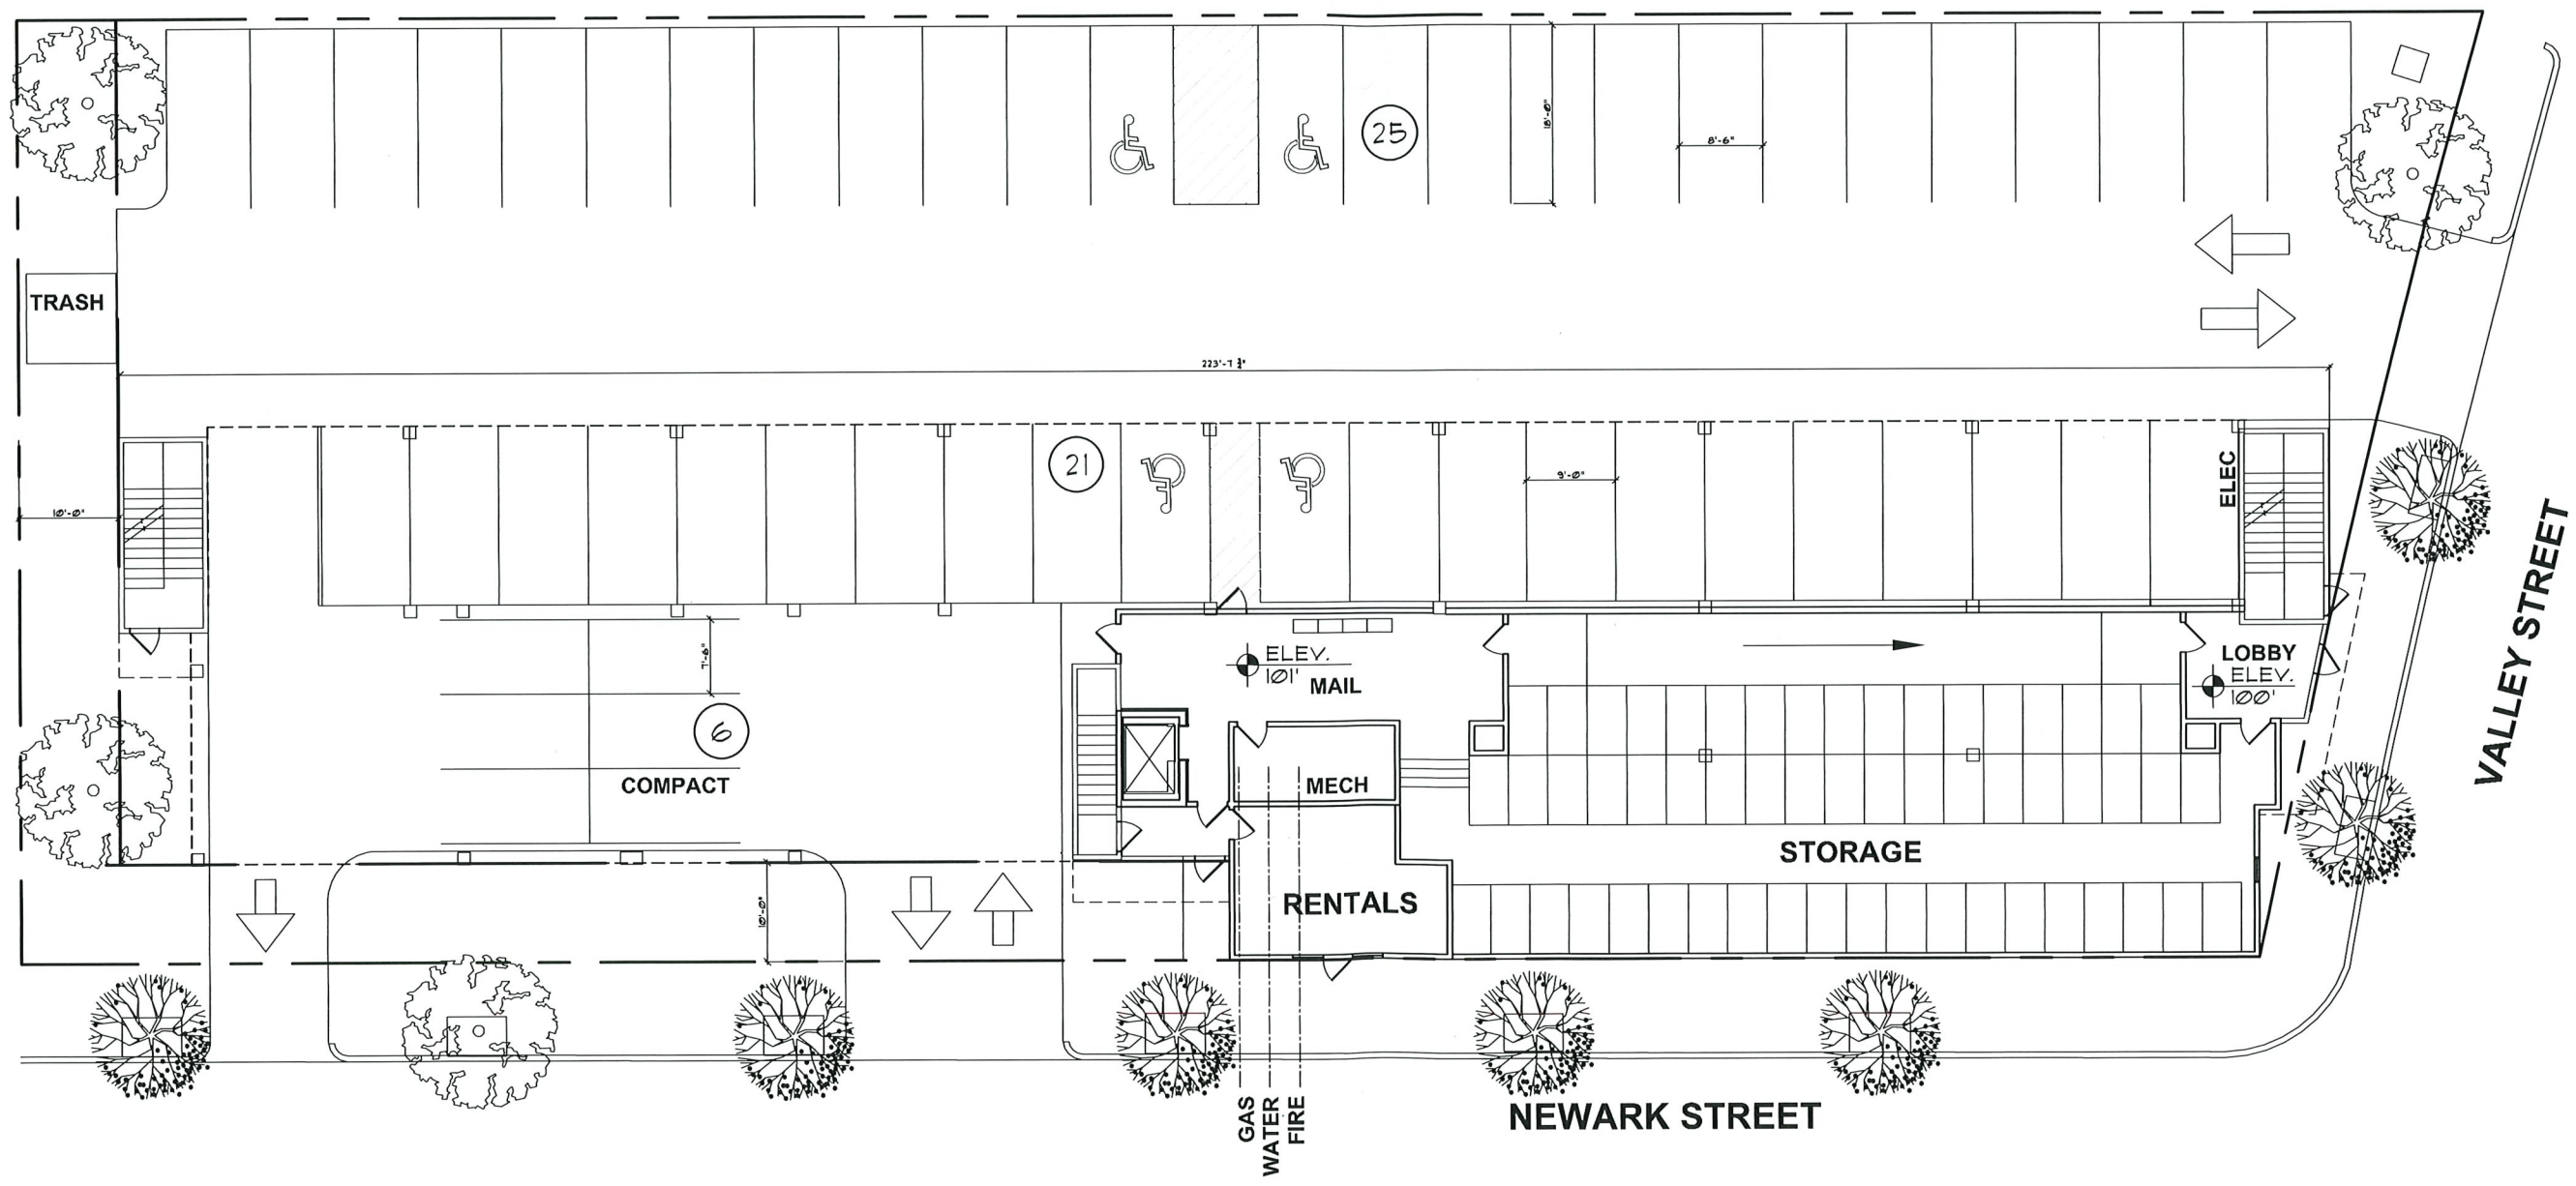 25
18'-0"
8'-6"
TRASH
223'-7 3/4"
21
9'-0"
ELEC
10'-0"
7'-6"
ELEV.
101'
MAIL
LOBBY
ELEV.
100'
6
COMPACT
MECH
STORAGE
RENTALS
10'-0"
VALLEY STREET
GAS
WATER
FIRE
NEWARK STREET